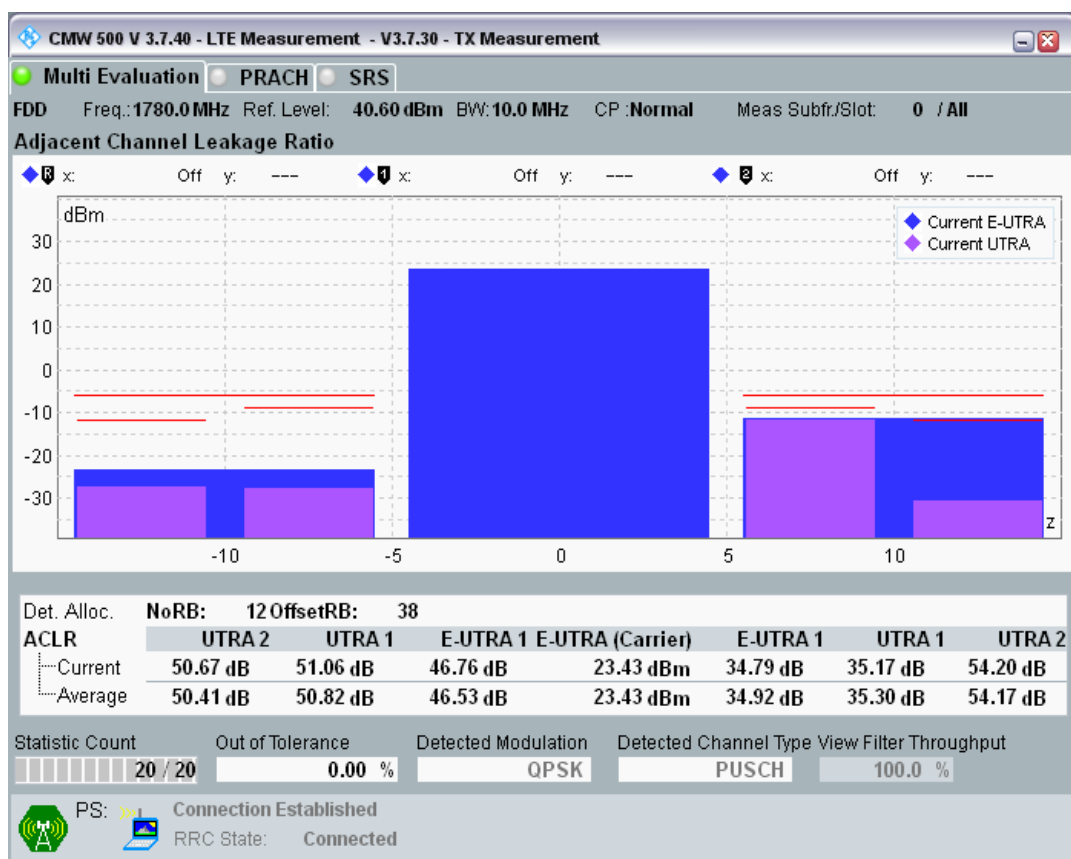 CMW 500 V 3.7.40 - LTE Measurement - V3.7.30 - TX Measurement
Multi Evaluation PRACH SRS
FDD Freq.: 1780.0 MHz Ref. Level: 40.60 dBm BW: 10.0 MHz CP :Normal Meas Subfr./Slot: 0 / All
Adjacent Channel Leakage Ratio
R x: Off y: --- 1 x: Off y: --- 2 x: Off y: ---
dBm
Current E-UTRA
Current UTRA
30
20
10
0
-10
-20
-30
z
-10 -5 0 5 10
Det. Alloc. NoRB: 12 OffsetRB: 38
ACLR UTRA 2 UTRA 1 E-UTRA 1 E-UTRA (Carrier) E-UTRA 1 UTRA 1 UTRA 2
Current 50.67 dB 51.06 dB 46.76 dB 23.43 dBm 34.79 dB 35.17 dB 54.20 dB
Average 50.41 dB 50.82 dB 46.53 dB 23.43 dBm 34.92 dB 35.30 dB 54.17 dB
Statistic Count Out of Tolerance Detected Modulation Detected Channel Type View Filter Throughput
20 / 20 0.00 % QPSK PUSCH 100.0 %
PS: Connection Established
RRC State: Connected